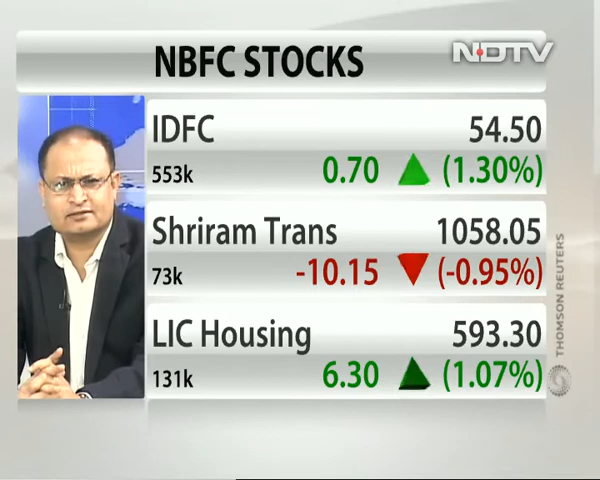 NBFC STOCKS
NDTV
IDFC 54.50
553k 0.70 (1.30%)
Shriram Trans 1058.05
73k -10.15 (-0.95%)
LIC Housing 593.30
131k 6.30 (1.07%)
THOMSON REUTERS